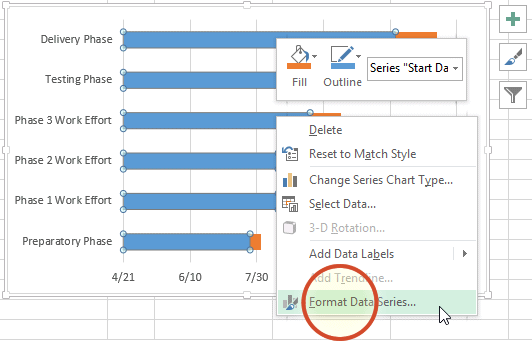 Delivery Phase
Testing Phase
Phase 3 Work Effort
Phase 2 Work Effort
Phase 1 Work Effort
Preparatory Phase
4/21 6/10 7/30
Fill Outline Series "Start Da
Delete
Reset to Match Style
Change Series Chart Type...
Select Data...
3-D Rotation...
Add Data Labels
Add Trendline...
Format Data Series...